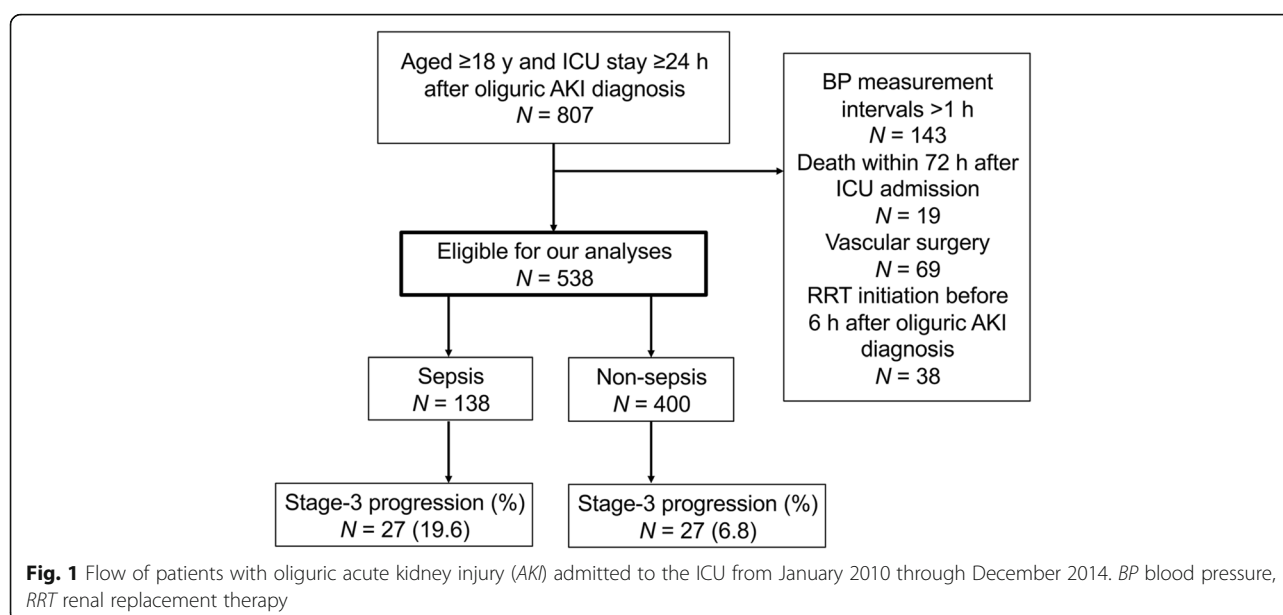 Aged ≥18 y and ICU stay ≥24 h
after oliguric AKI diagnosis
N = 807
BP measurement
intervals >1 h
N = 143
Death within 72 h after
ICU admission
N = 19
Vascular surgery
N = 69
RRT initiation before
6 h after oliguric AKI
diagnosis
N = 38
Eligible for our analyses
N = 538
Sepsis
N = 138
Non-sepsis
N = 400
Stage-3 progression (%)
N = 27 (19.6)
Stage-3 progression (%)
N = 27 (6.8)
Fig. 1 Flow of patients with oliguric acute kidney injury (AKI) admitted to the ICU from January 2010 through December 2014. BP blood pressure,
RRT renal replacement therapy